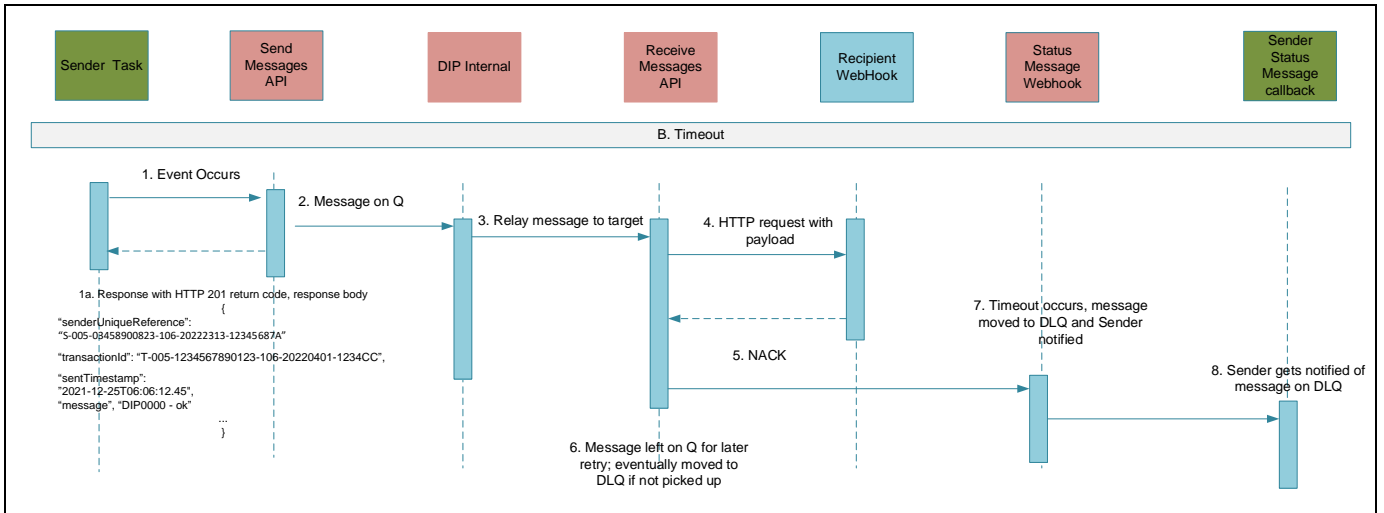 Sender Task
Send
Messages
API
DIP Internal
Receive
Messages
API
Recipient
WebHook
Status
Message
Webhook
Sender
Status
Message
callback
B. Timeout
1. Event Occurs
2. Message on Q
3. Relay message to target
4. HTTP request with
payload
1a. Response with HTTP 201 return code, response body
{
“senderUniqueReference”:
“S-005-03458900823-106-20222313-12345687A”
“transactionId”: “T-005-1234567890123-106-20220401-1234CC”,
“sentTimestamp”:
”2021-12-25T06:06:12.45”,
“message”, “DIP0000 - ok”
...
}
5. NACK
6. Message left on Q for later
retry; eventually moved to
DLQ if not picked up
7. Timeout occurs, message
moved to DLQ and Sender
notified
8. Sender gets notified of
message on DLQ